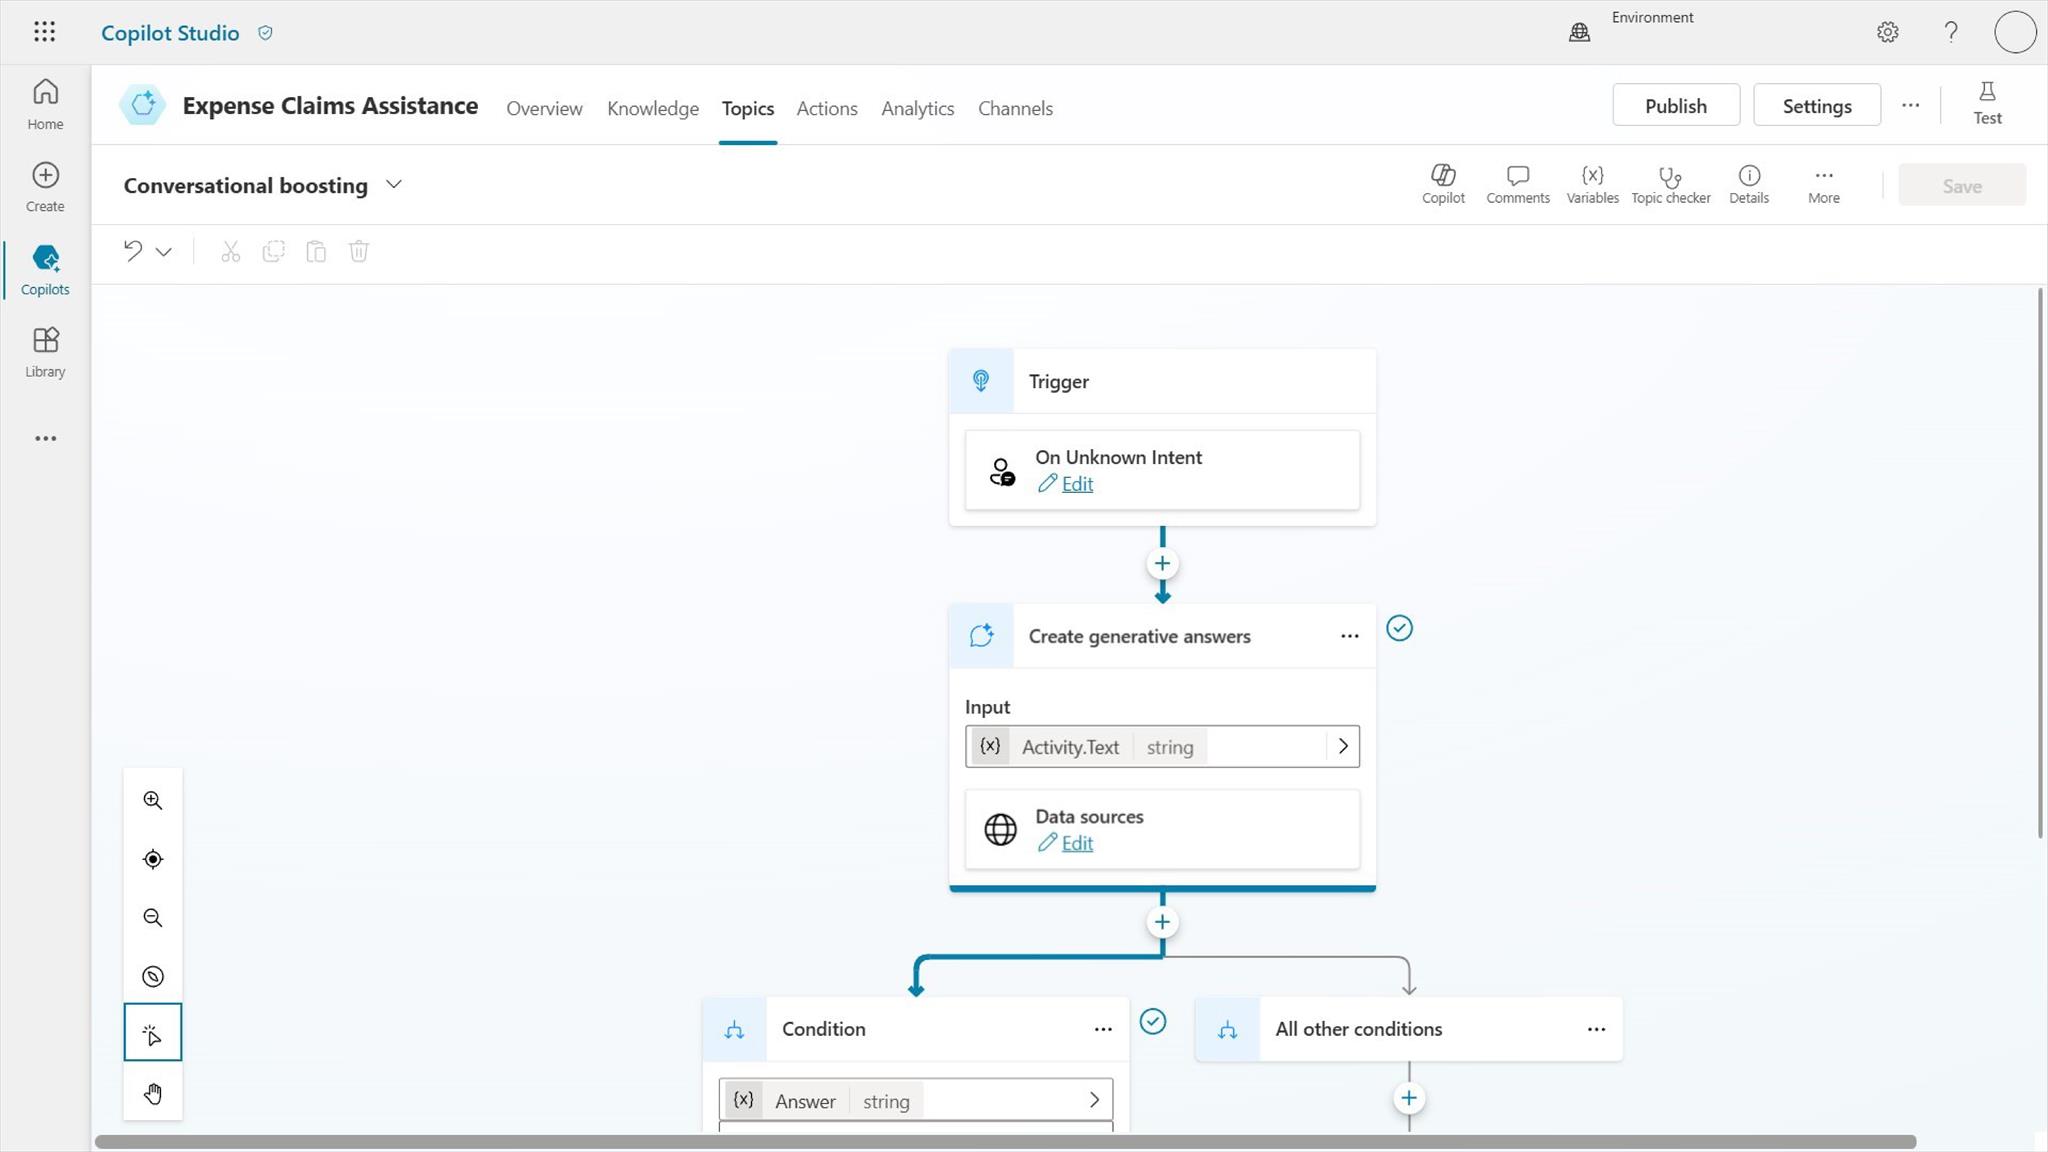 Copilot Studio
Environment
Expense Claims Assistance
Overview
Knowledge
Topics
Actions
Analytics
Channels
Publish
Settings
Test
Home
Create
Copilots
Library
Conversational boosting
Copilot
Comments
Variables
Topic checker
Details
More
Save
Trigger
On Unknown Intent
Edit
Create generative answers
Input
{x} Activity.Text string
Data sources
Edit
Condition
All other conditions
{x} Answer string